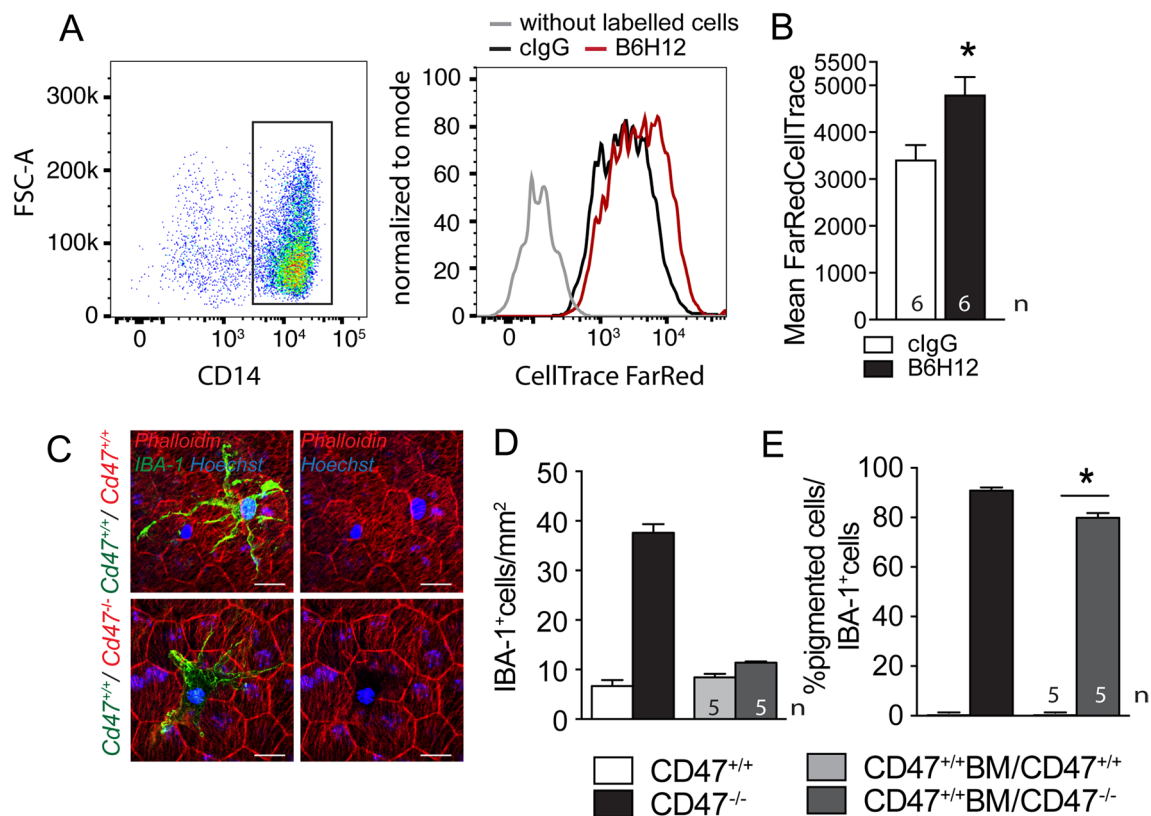 A
without labelled cells
cIgG B6H12
FSC-A
300k
200k
100k
0
0 10³ 10⁴ 10⁵
CD14
normalized to mode
100
80
60
40
20
0
0 10³ 10⁴
CellTrace FarRed
B
*
Mean FarRedCellTrace
5500
5000
4000
3000
2000
1000
0
6 6 n
cIgG
B6H12
C
Cd47⁺/⁺/ Cd47⁺/⁺
Phalloidin
IBA-1 Hoechst
Phalloidin
Hoechst
Cd47⁺/⁺/ Cd47⁻/⁻
D
IBA-1⁺cells/mm²
50
40
30
20
10
0
5 5 n
E
*
%pigmented cells/
IBA-1⁺cells
100
80
60
40
20
0
5 5 n
CD47⁺/⁺
CD47⁻/⁻
CD47⁺/⁺BM/CD47⁺/⁺
CD47⁺/⁺BM/CD47⁻/⁻